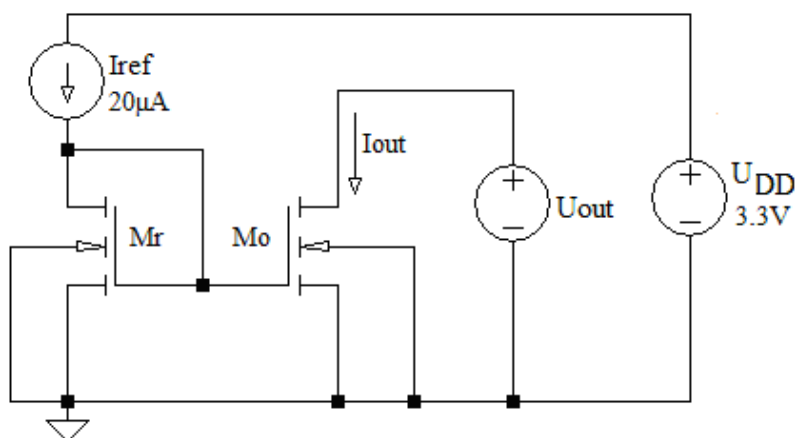 Iref
20µA
Iout
UDD
3.3V
Uout
Mr
Mo